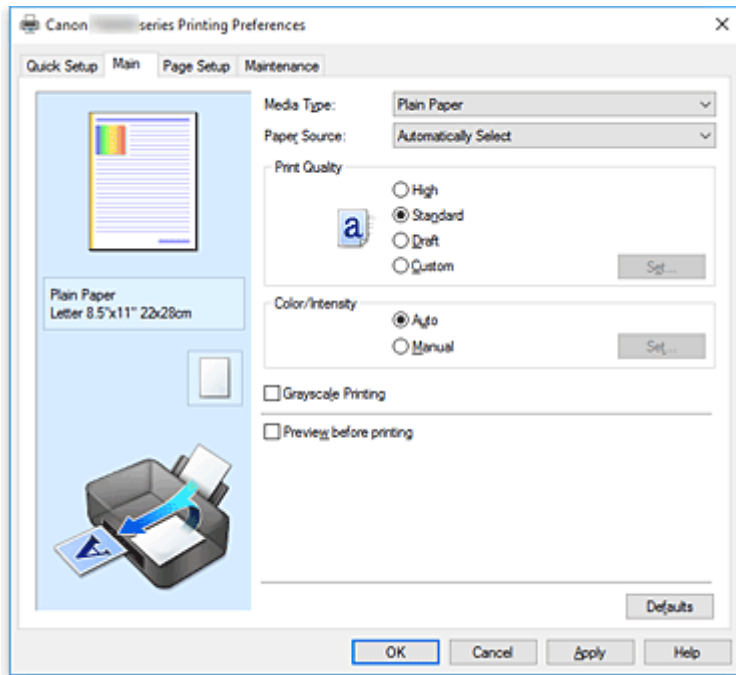 Canon series Printing Preferences
Quick Setup Main Page Setup Maintenance
Media Type: Plain Paper
Paper Source: Automatically Select
Print Quality
High
a
Standard
Draft
Custom Set...
Plain Paper
Letter 8.5"x11" 22x28cm
Color/Intensity
Auto
Manual Set...
Grayscale Printing
Preview before printing
A
Defaults
OK Cancel Apply Help